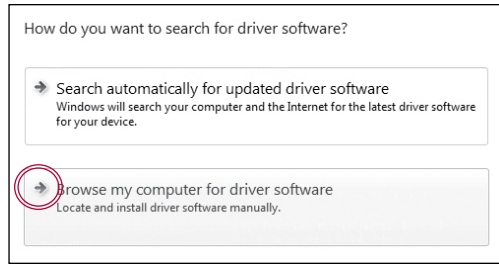 How do you want to search for driver software?
Search automatically for updated driver software
Windows will search your computer and the Internet for the latest driver software
for your device.
Browse my computer for driver software
Locate and install driver software manually.